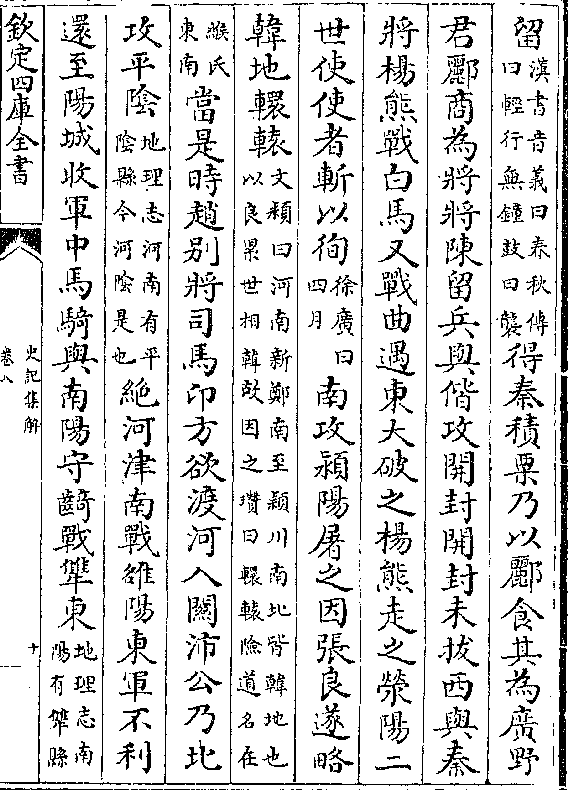 留漢書音義曰春秋傳曰輕行無鐘鼓曰襲得秦積粟乃以酈食其為廣野
君酈商為將將陳留兵與偕攻開封開封未拔西與秦
將楊熊戰白馬又戰曲遇東大破之楊熊走之滎陽二
世使使者斬以徇徐廣曰四月南攻潁陽屠之因張良遂略
韓地轘轅文穎曰河南新鄭南至潁川南北皆韓地也以良累世相韓故因之瓚曰轘轅險道名在
緱氏東南當是時趙别將司馬卬方欲渡河入關沛公乃北
攻平陰地理志河南有平陰縣今河陰是也絶河津南戰雒陽東軍不利
還至陽城收軍中馬騎與南陽守齮戰犨東地理志南陽有犨縣
欽定四庫全書
史記集解
卷八
十